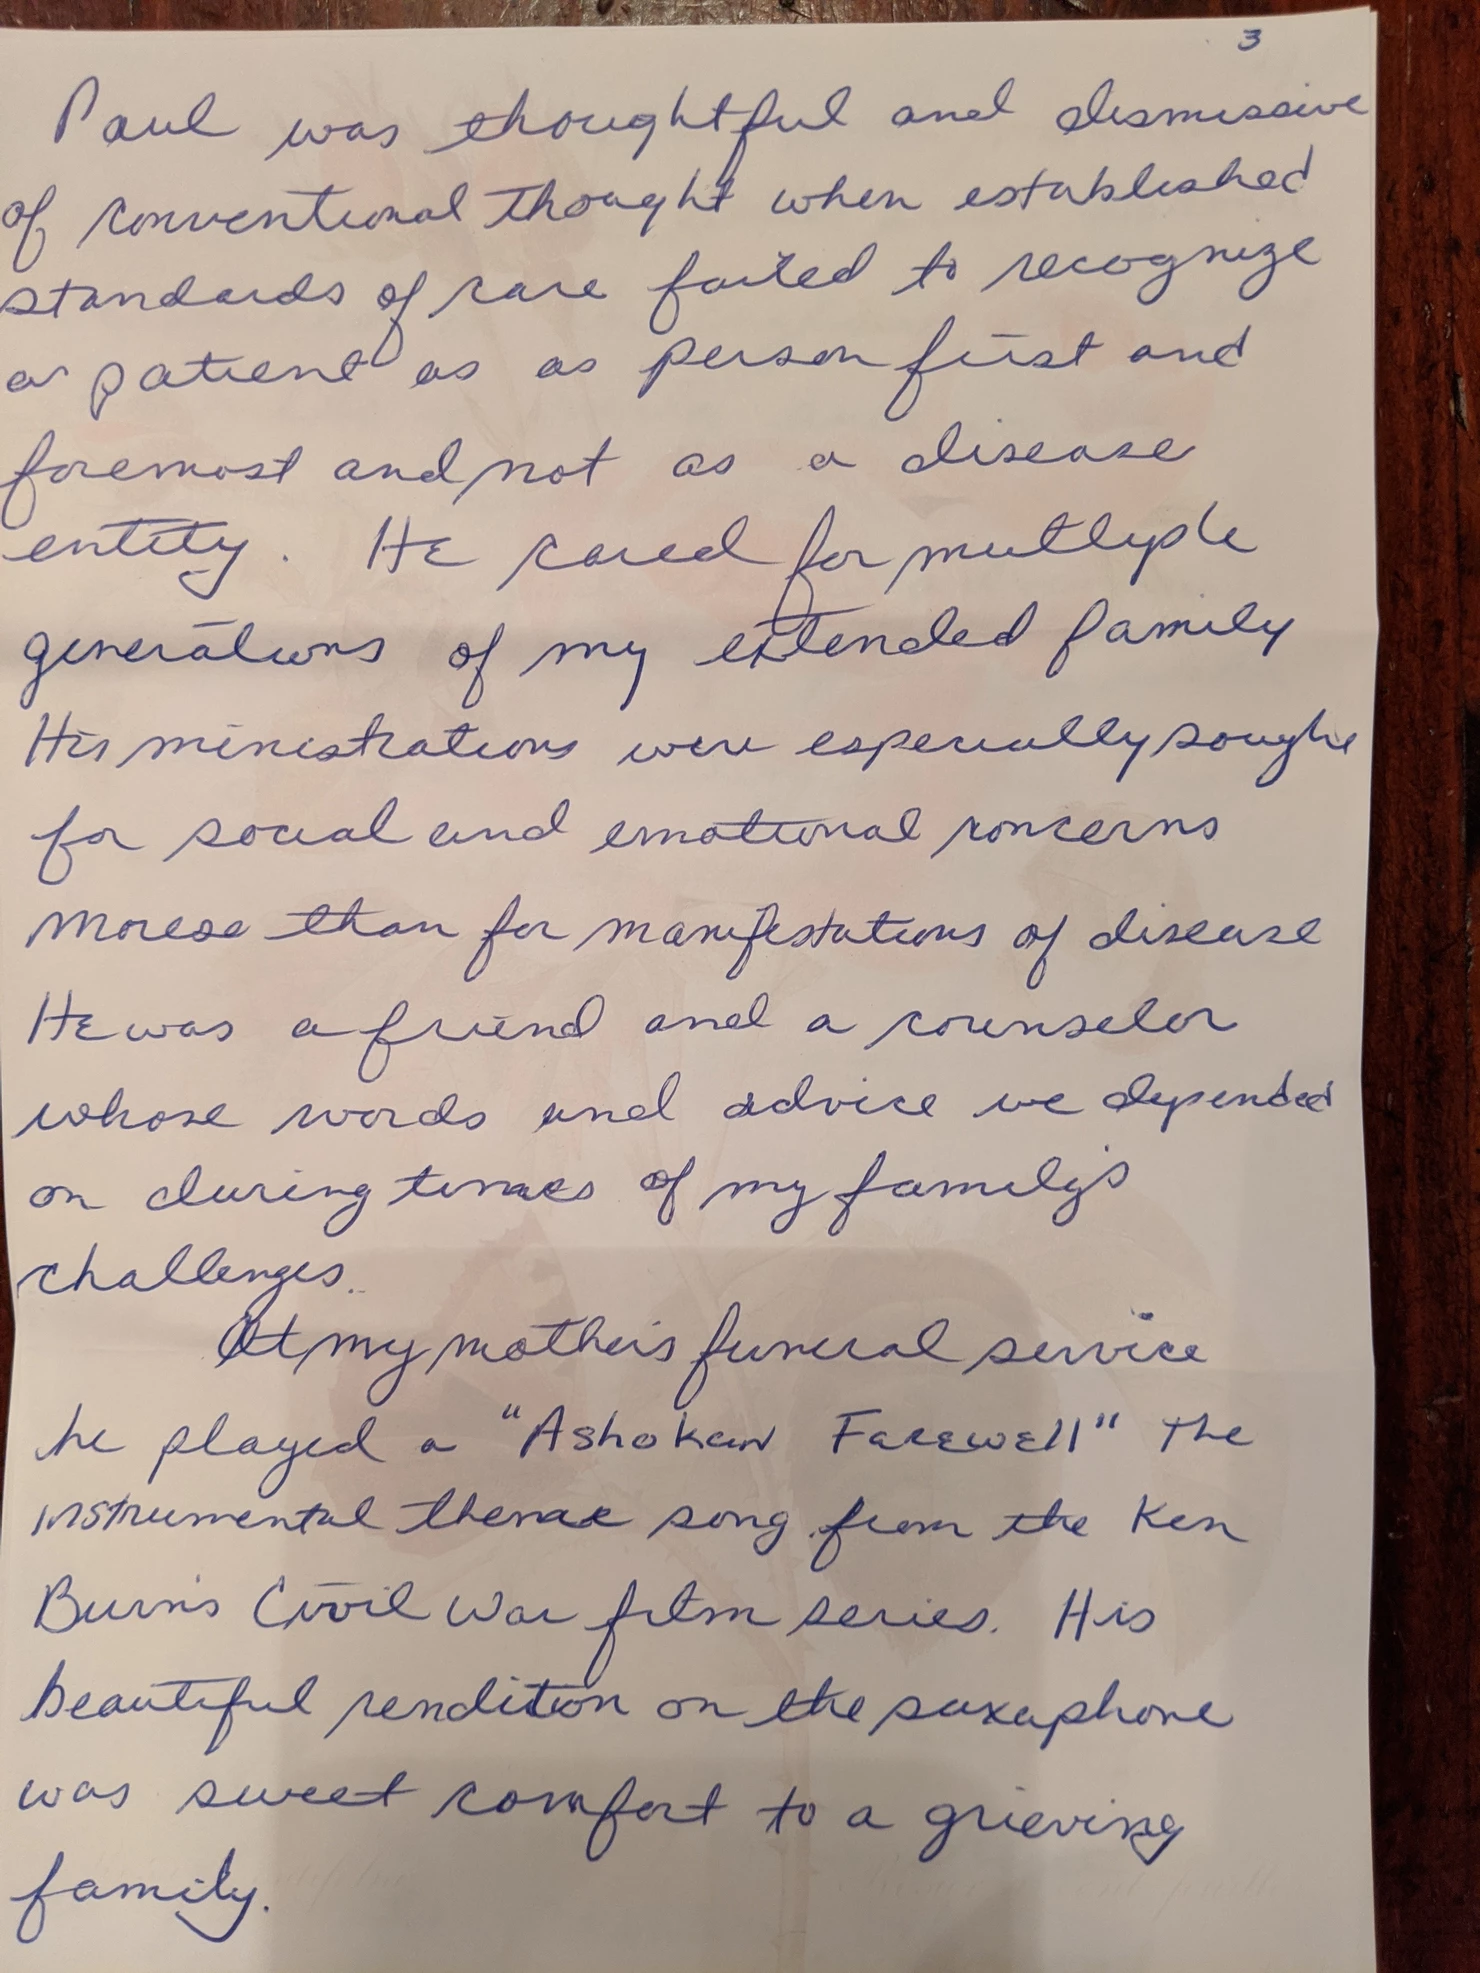 3
Paul was thoughtful and dismissive
of conventional thought when established
standards of care failed to recognize
a patient as as person first and
foremost and not as a disease
entity. He cared for mutlyple
generations of my extended family
His ministrations were especially sought
for social and emotional concerns
more so than for manifestations of disease
He was a friend and a counselor
whose words and advice we depended
on during times of my family's
challenges.
At my mother's funeral service
he played a "Ashokan Farewell" The
instrumental theme song from the Ken
Burn's Civil War film series. His
beautiful rendition on the saxaphone
was sweet comfort to a grieving
family.